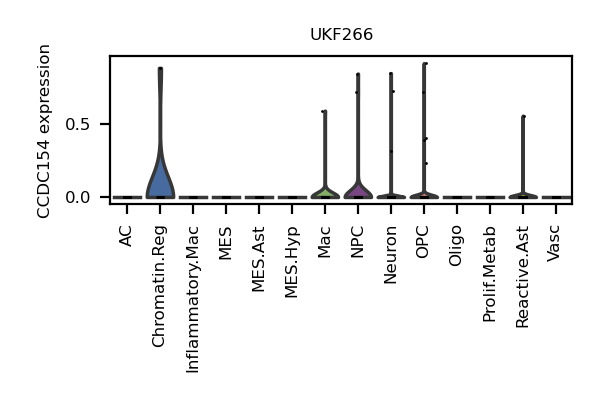 UKF266
CCDC154 expression
0.5
0.0
AC
Chromatin.Reg
Inflammatory.Mac
MES
MES.Ast
MES.Hyp
Mac
NPC
Neuron
OPC
Oligo
Prolif.Metab
Reactive.Ast
Vasc